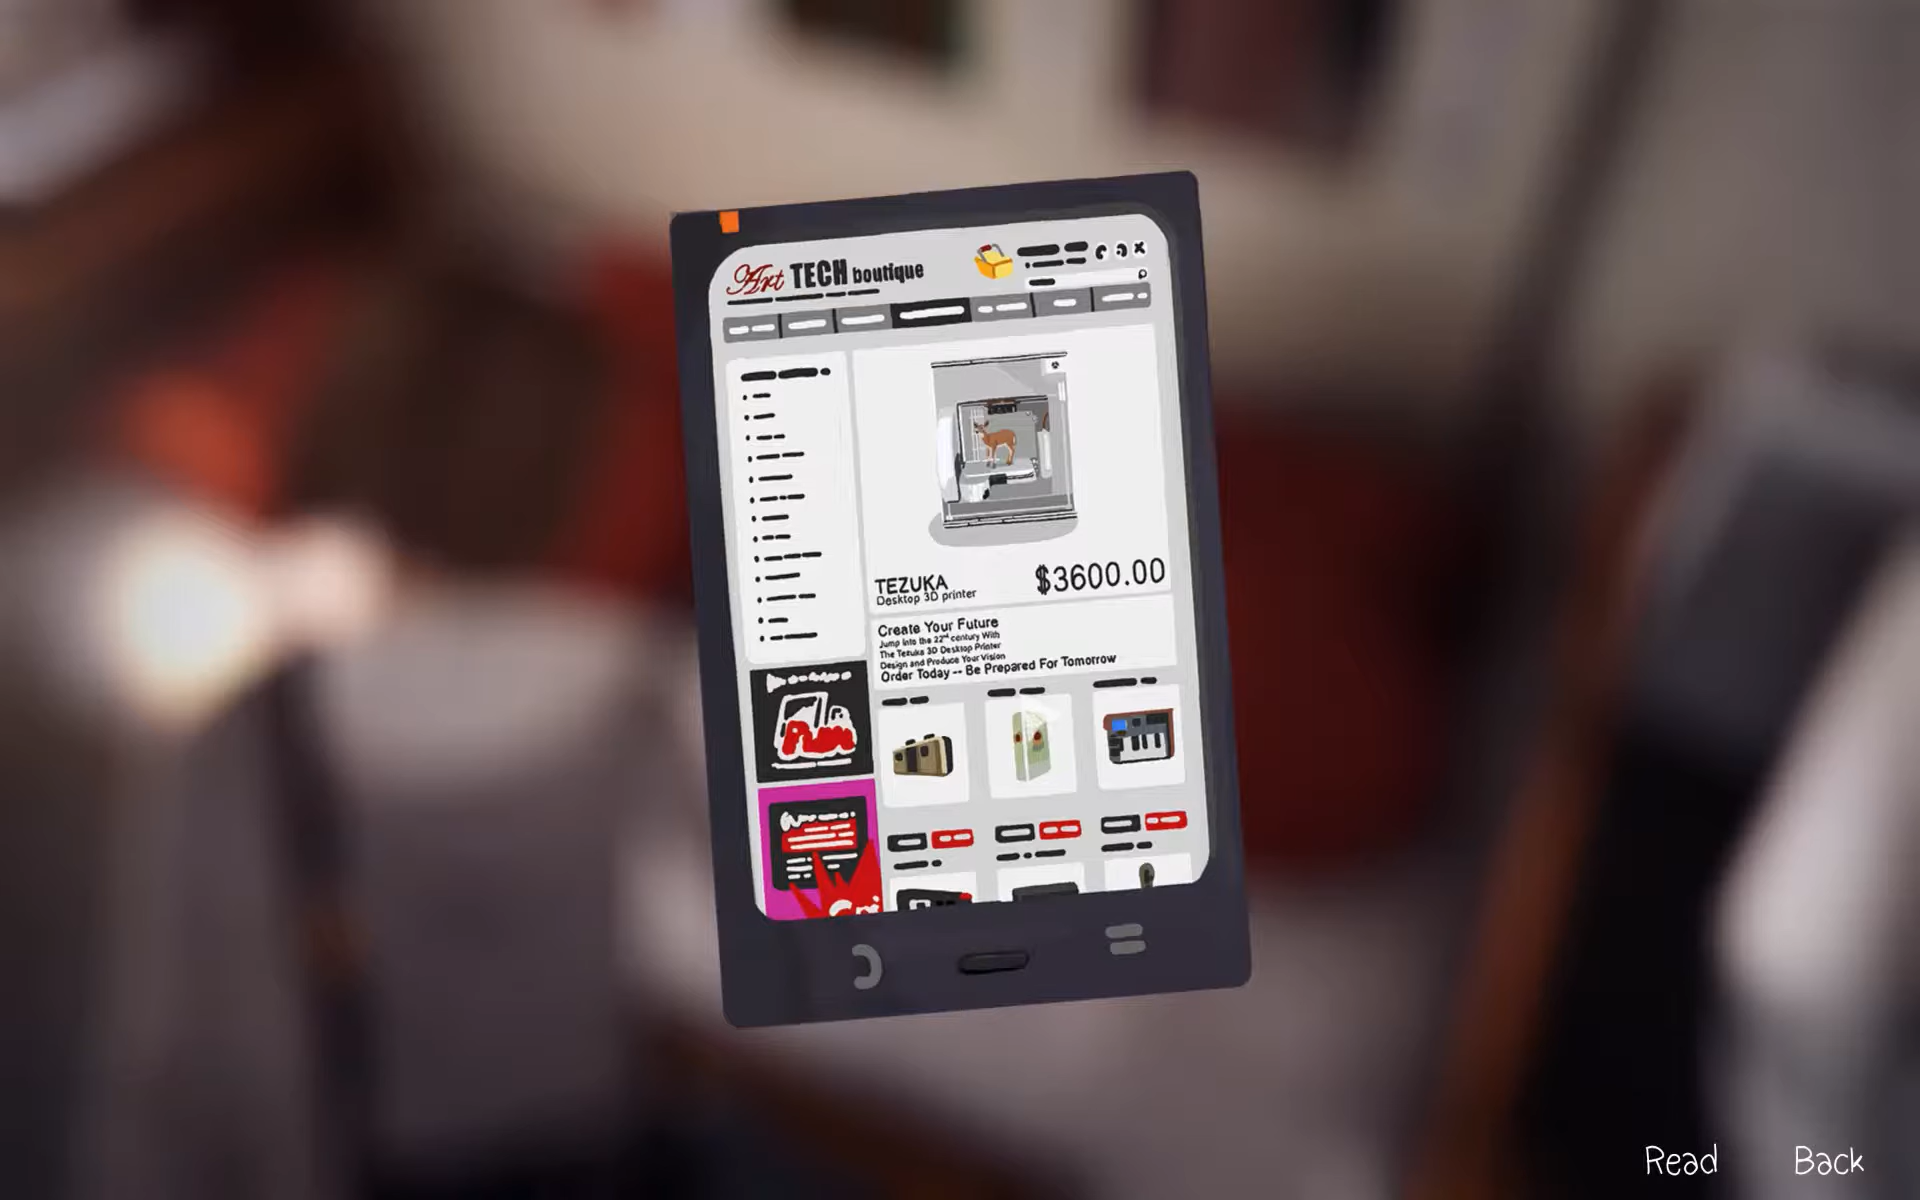 Art TECH boutique
TEZUKA
Desktop 3D printer
$3600.00
Create Your Future
Jump Into the 22nd century With
The Tezuka 3D Desktop Printer
Design and Produce Your Vision
Order Today -- Be Prepared For Tomorrow
Read
Back